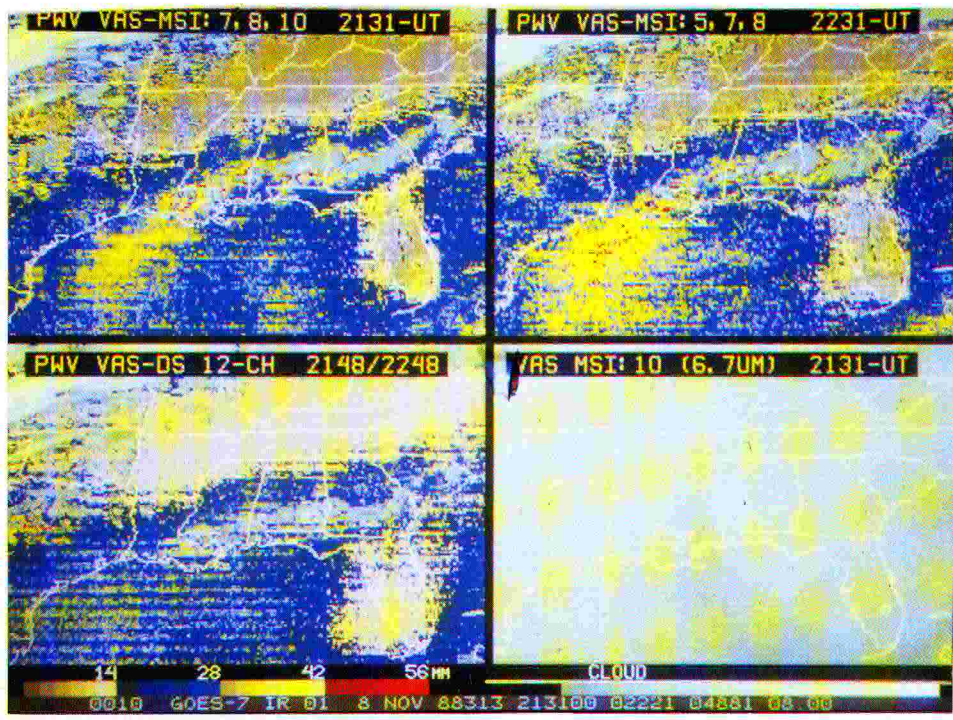 PWV VAS-MSI: 7, 8, 10 2131-UT
PWV VAS-MSI: 5, 7, 8 2231-UT
PWV VAS-DS 12-CH 2148/2248
VAS MSI: 10 (6.7UM) 2131-UT
14 28 42 56 MM
CLOUD
0010 GOES-7 IR 01 8 NOV 88313 213100 02221 04881 08.00